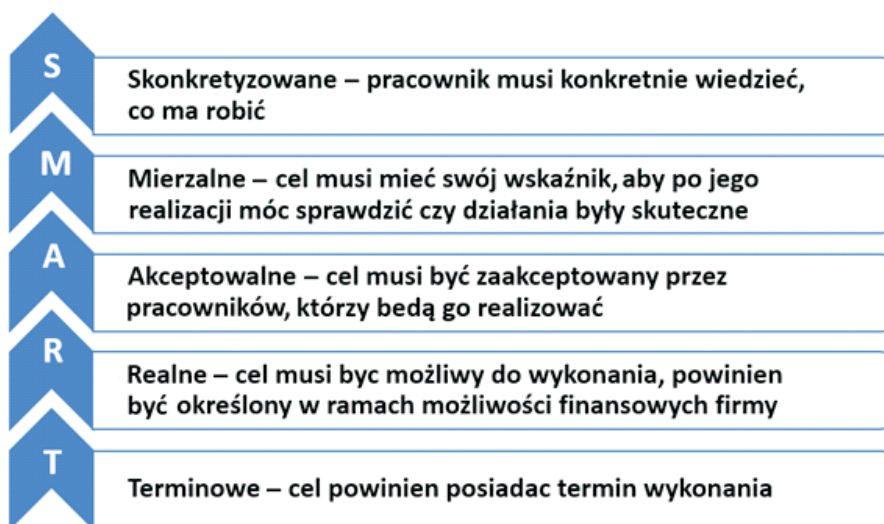 S
Skonkretyzowane – pracownik musi konkretnie wiedzieć,
co ma robić
M
Mierzalne – cel musi mieć swój wskaźnik, aby po jego
realizacji móc sprawdzić czy działania były skuteczne
A
Akceptowalne – cel musi być zaakceptowany przez
pracowników, którzy bedą go realizować
R
Realne – cel musi byc możliwy do wykonania, powinien
być określony w ramach możliwości finansowych firmy
T
Terminowe – cel powinien posiadac termin wykonania